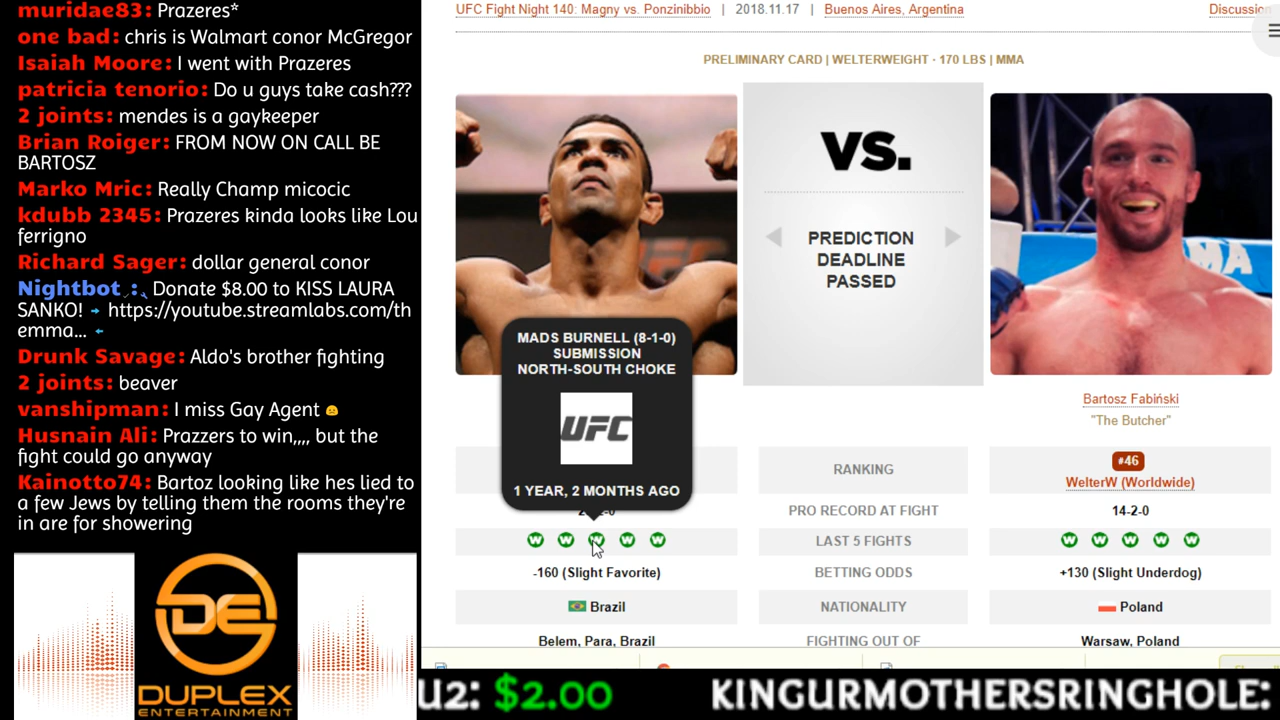 muridae83: Prazeres*
one bad: chris is Walmart conor McGregor
Isaiah Moore: I went with Prazeres
patricia tenorio: Do u guys take cash???
2 joints: mendes is a gaykeeper
Brian Roiger: FROM NOW ON CALL BE
BARTOSZ
Marko Mric: Really Champ micocic
kdubb 2345: Prazeres kinda looks like Lou
ferrigno
Richard Sager: dollar general conor
Nightbot : Donate $8.00 to KISS LAURA
SANKO! → https://youtube.streamlabs.com/th
emma... ←
Drunk Savage: Aldo's brother fighting
2 joints: beaver
vanshipman: I miss Gay Agent
Husnain Ali: Prazzers to win,,,, but the
fight could go anyway
Kainotto74: Bartoz looking like hes lied to
a few Jews by telling them the rooms they're
in are for showering
DE
DUPLEX
ENTERTAINMENT
UFC Fight Night 140: Magny vs. Ponzinibbio | 2018.11.17 | Buenos Aires, Argentina
Discussion
PRELIMINARY CARD | WELTERWEIGHT · 170 LBS | MMA
VS.
PREDICTION
DEADLINE
PASSED
MADS BURNELL (8-1-0)
SUBMISSION
NORTH-SOUTH CHOKE
UFC
1 YEAR, 2 MONTHS AGO
Bartosz Fabiński
"The Butcher"
RANKING
#46
WelterW (Worldwide)
PRO RECORD AT FIGHT
14-2-0
W W W W W
LAST 5 FIGHTS
W W W W W
-160 (Slight Favorite)
BETTING ODDS
+130 (Slight Underdog)
Brazil
NATIONALITY
Poland
Belem, Para, Brazil
FIGHTING OUT OF
Warsaw, Poland
U2: $2.00
KINGURMOTHERSRINGHOLE: